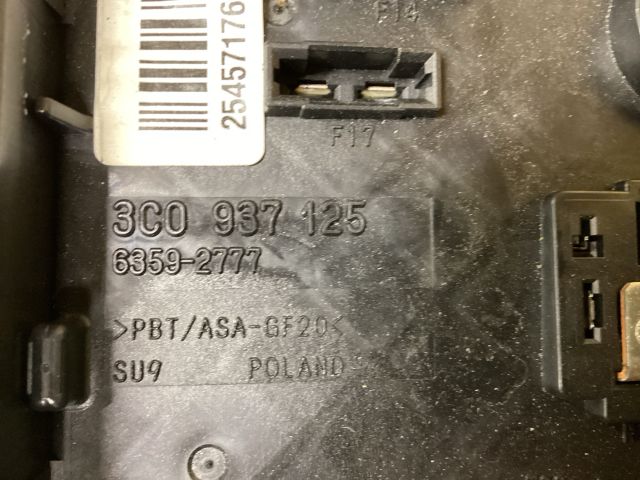 F14
25457176
F17
3C0 937 125
6359-2777
>PBT/ASA-GF20<
SU9 POLAND